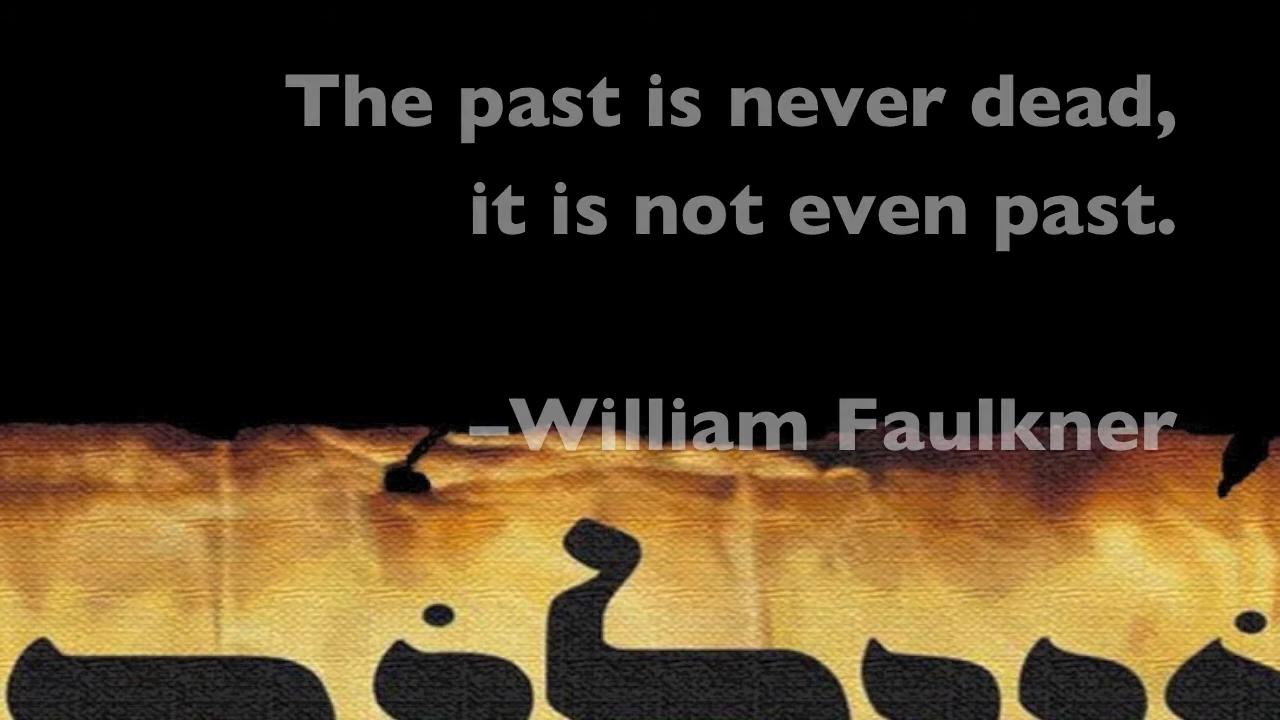 The past is never dead,
it is not even past.
–William Faulkner